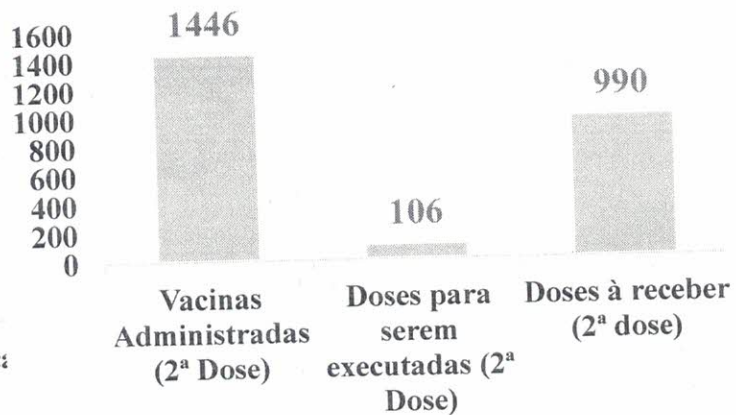 1600
1400
1200
1000
800
600
400
200
0
1446
106
990
Vacinas
Administradas
(2ª Dose)
Doses para
serem
executadas (2ª
Dose)
Doses à receber
(2ª dose)